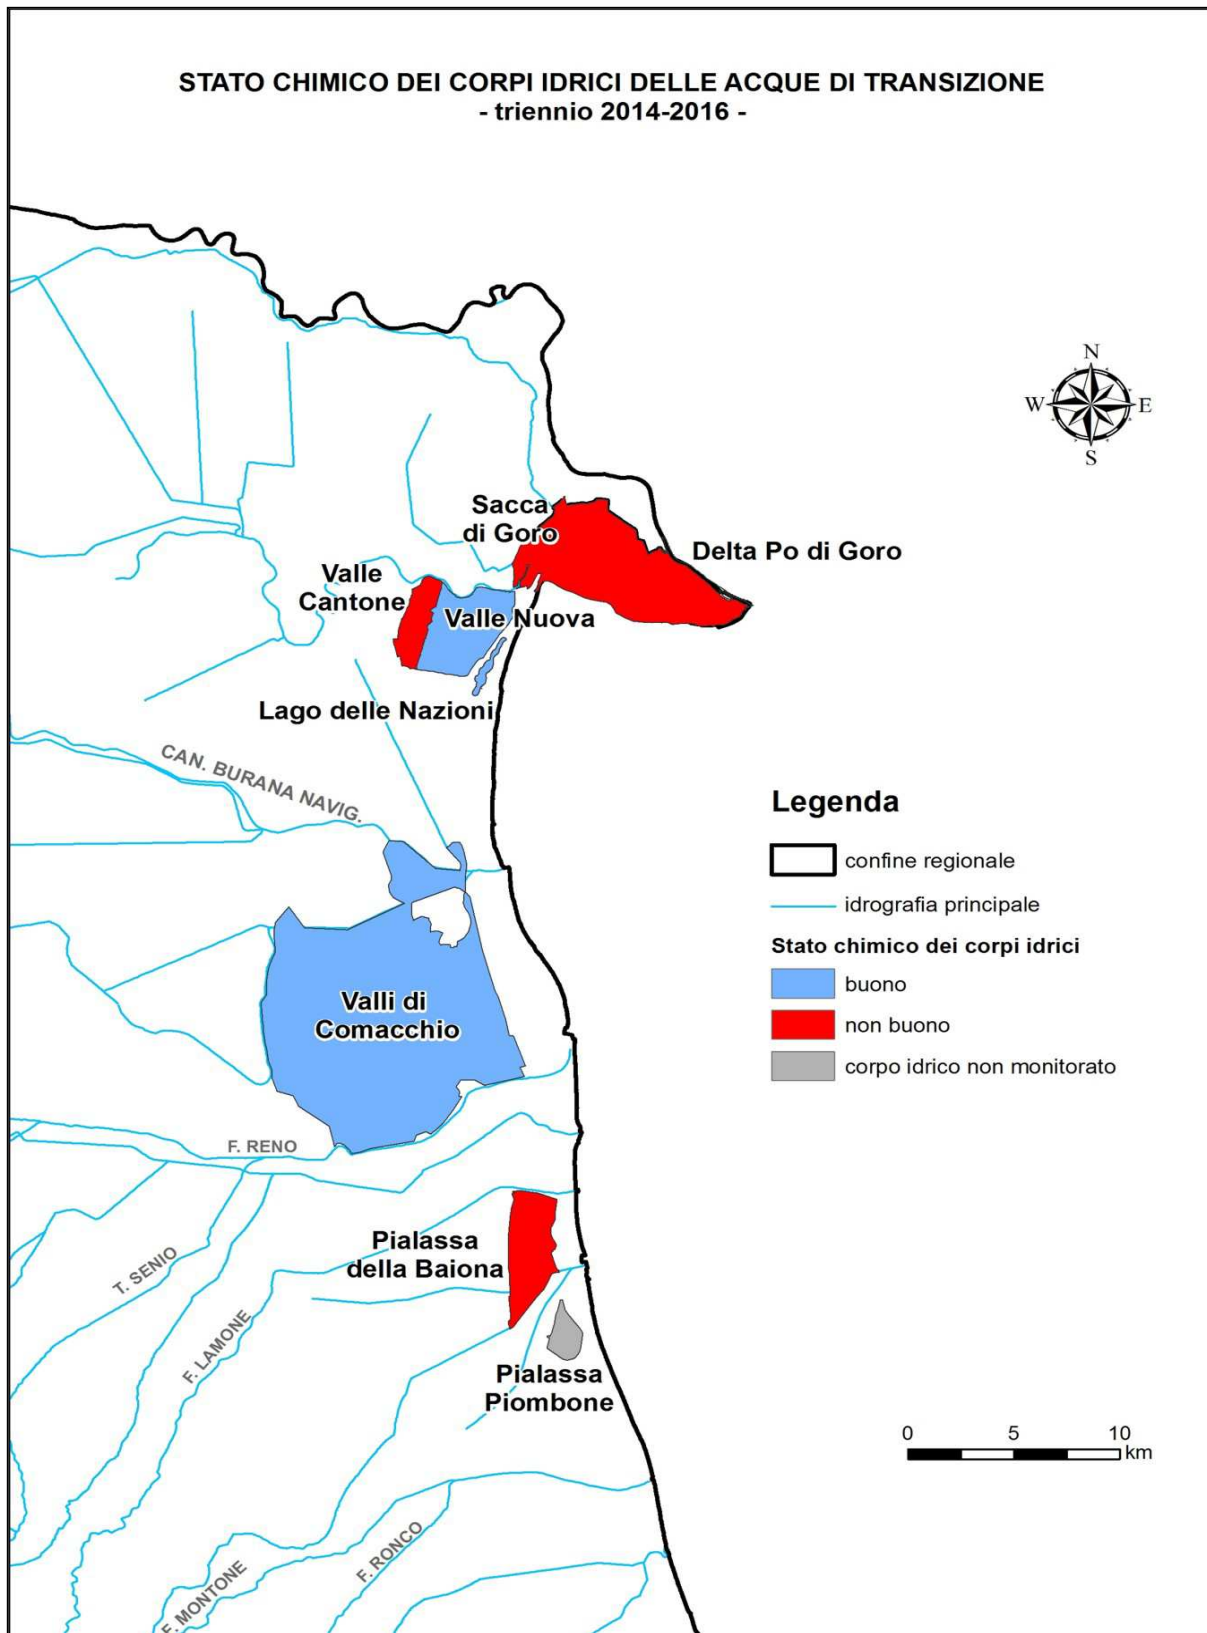 STATO CHIMICO DEI CORPI IDRICI DELLE ACQUE DI TRANSIZIONE
- triennio 2014-2016 -
N
W
E
S
Sacca
di Goro
Delta Po di Goro
Valle
Cantone
Valle Nuova
Lago delle Nazioni
CAN. BURANA NAVIG.
Legenda
confine regionale
idrografia principale
Stato chimico dei corpi idrici
buono
non buono
corpo idrico non monitorato
Valli di
Comacchio
F. RENO
Pialassa
della Baiona
T. SENIO
F. LAMONE
Pialassa
Piombone
0 5 10
km
F. RONCO
F. MONTONE